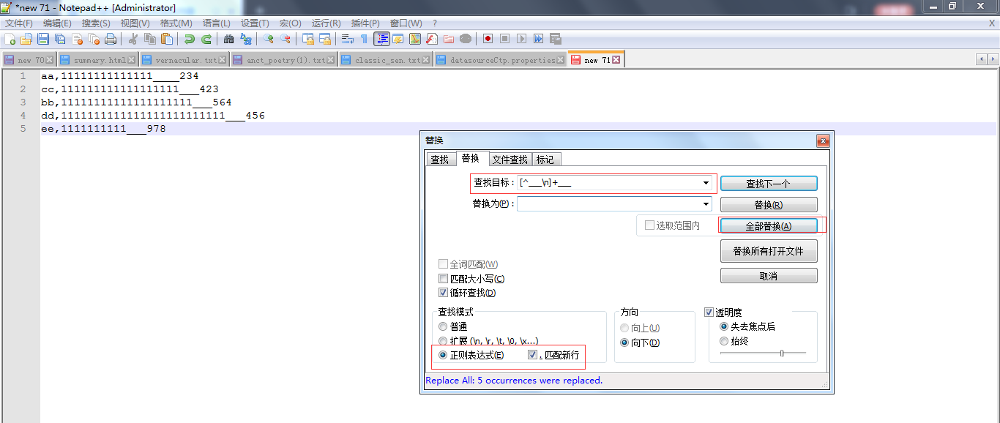 *new 71 - Notepad++ [Administrator]
文件(F) 编辑(E) 搜索(S) 视图(V) 格式(M) 语言(L) 设置(T) 宏(O) 运行(R) 插件(P) 窗口(W) ? X
new 70 summary.html vernacular.txt anct_poetry(1).txt classic_sen.txt datasourceCtp.properties new 71
1 aa,11111111111111____234
2 cc,111111111111111111___423
3 bb,11111111111111111111___564
4 dd,1111111111111111111111111___456
5 ee,1111111111___978
替换
查找 替换 文件查找 标记
查找目标： [^___\n]+___ 查找下一个
替换为(P)： 替换(R)
选取范围内 全部替换(A)
替换所有打开文件
全词匹配(W)
匹配大小写(C) 取消
循环查找(D)
查找模式 方向 透明度
普通 向上(U) 失去焦点后
扩展 (\n, \r, \t, \0, \x...) 向下(D) 始终
正则表达式(E) . 匹配新行
Replace All: 5 occurrences were replaced.